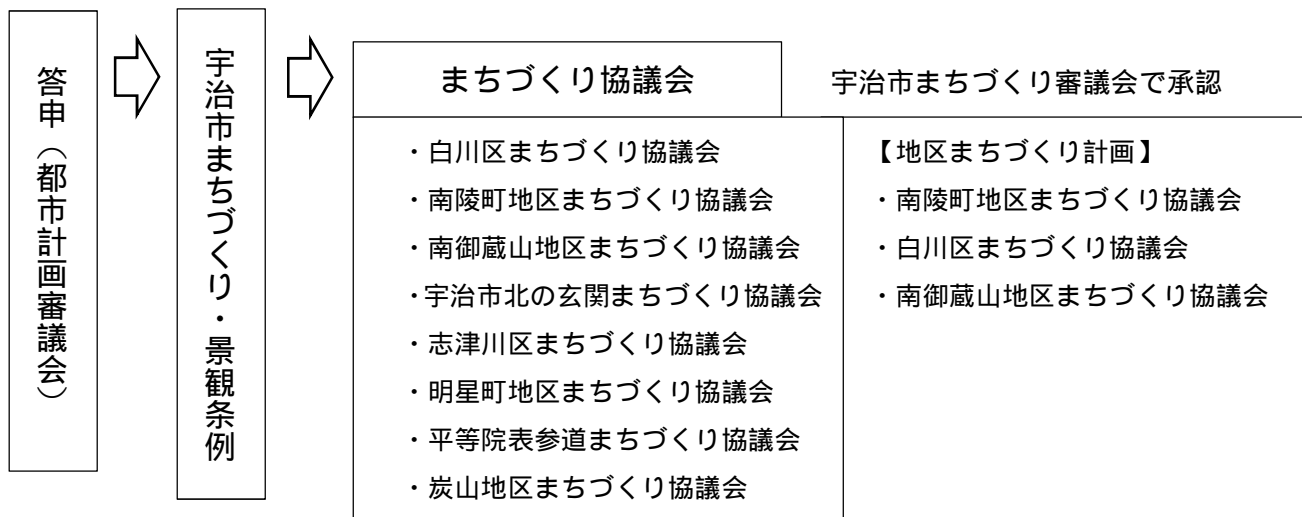 答申（都市計画審議会）
宇治市まちづくり・景観条例
まちづくり協議会
・白川区まちづくり協議会
・南陵町地区まちづくり協議会
・南御蔵山地区まちづくり協議会
・宇治市北の玄関まちづくり協議会
・志津川区まちづくり協議会
・明星町地区まちづくり協議会
・平等院表参道まちづくり協議会
・炭山地区まちづくり協議会
宇治市まちづくり審議会で承認
【地区まちづくり計画】
・南陵町地区まちづくり協議会
・白川区まちづくり協議会
・南御蔵山地区まちづくり協議会